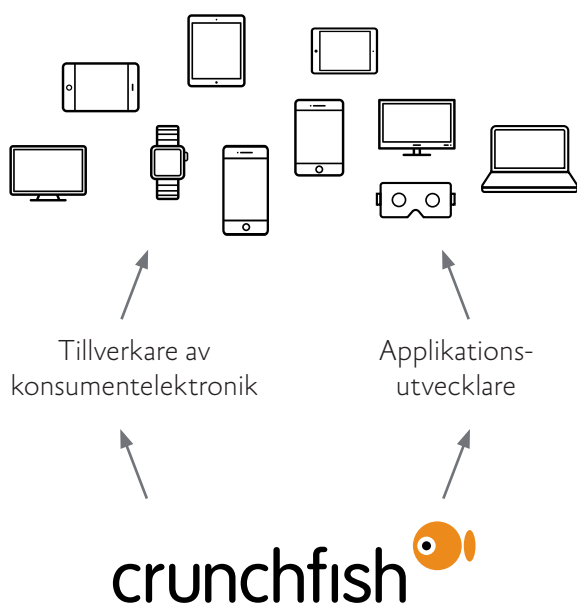 Tillverkare av
konsumentelektronik
Applikations-
utvecklare
crunchfish